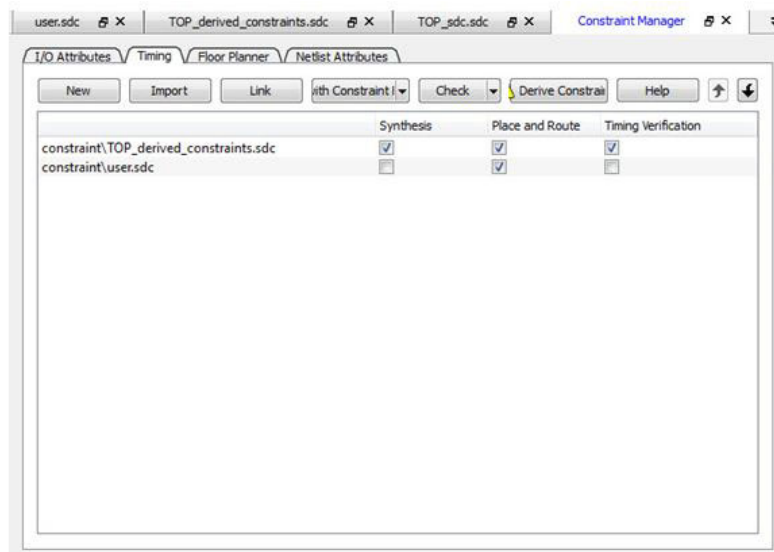 user.sdc TOP_derived_constraints.sdc TOP_sdc.sdc Constraint Manager
I/O Attributes Timing Floor Planner Netlist Attributes
New Import Link ith Constraint Check Derive Constrai Help
Synthesis Place and Route Timing Verification
constraint\TOP_derived_constraints.sdc
constraint\user.sdc